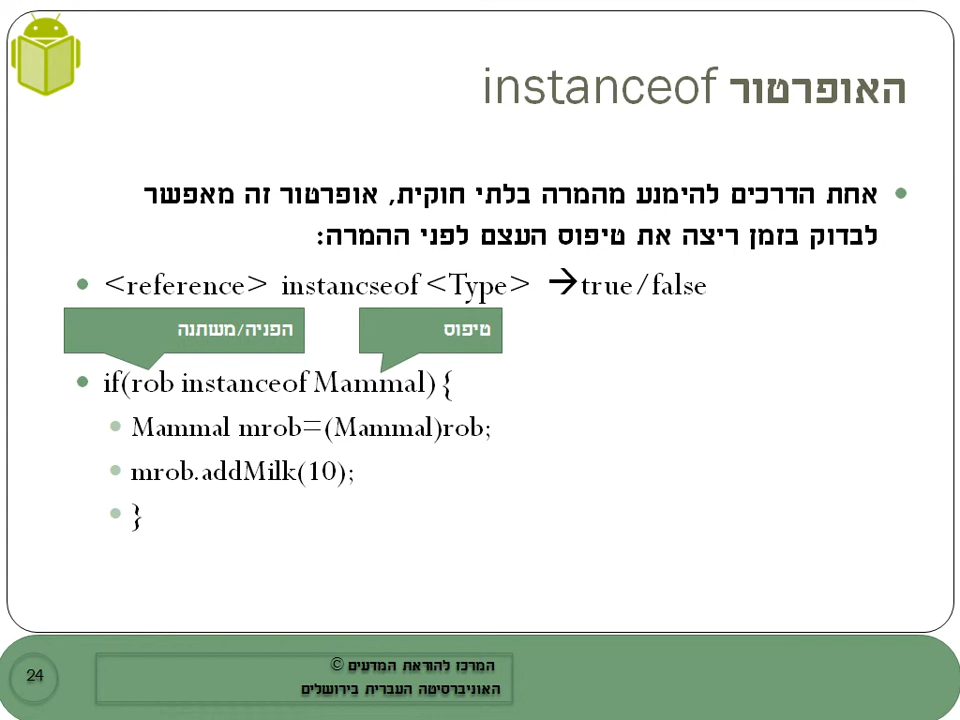 האופרטור instanceof
אחת הדרכים להימנע מהמרה בלתי חוקית, אופרטור זה מאפשר
לבדוק בזמן ריצה את טיפוס העצם לפני ההמרה:
<reference> instancseof <Type> →true/false
הפניה/משתנה
טיפוס
if(rob instanceof Mammal){
Mammal mrob=(Mammal)rob;
mrob.addMilk(10);
}
24
המרכז להוראת המדעים ©
האוניברסיטה העברית בירושלים